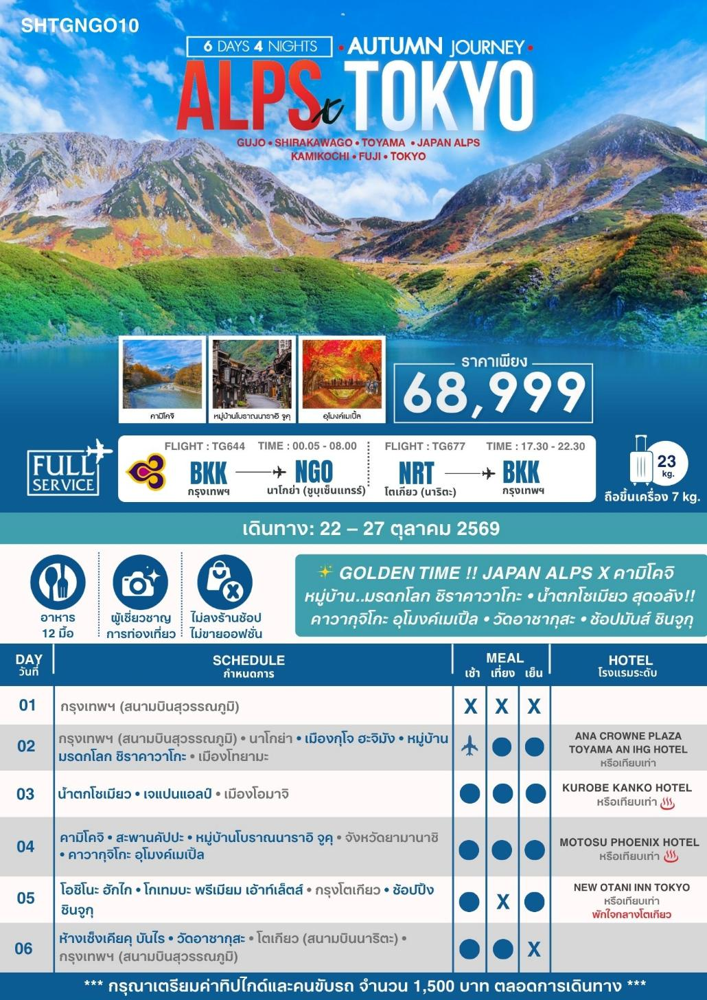 SHTGNGO10
6 DAYS 4 NIGHTS • AUTUMN JOURNEY •
ALPS x TOKYO
GUJO • SHIRAKAWAGO • TOYAMA • JAPAN ALPS
KAMIKOCHI • FUJI • TOKYO
คามิโคจิ
หมู่บ้านโบราณนาราอิ จูคุ
อุโมงค์เมเปิ้ล
ราคาเพียง
68,999
FULL
SERVICE
FLIGHT : TG644 TIME : 00.05 - 08.00
BKK NGO
กรุงเทพฯ นาโกย่า (ชูบุเซ็นแทรร์)
FLIGHT : TG677 TIME : 17.30 - 22.30
NRT BKK
โตเกียว (นาริตะ) กรุงเทพฯ
23
kg.
ถือขึ้นเครื่อง 7 kg.
เดินทาง: 22 – 27 ตุลาคม 2569
อาหาร
12 มื้อ
ผู้เชี่ยวชาญ
การท่องเที่ยว
ไม่ลงร้านช้อป
ไม่ขายออฟชั่น
✨ GOLDEN TIME !! JAPAN ALPS X คามิโคจิ
หมู่บ้าน..มรดกโลก ชิราคาวาโกะ • น้ำตกโชเมียว สุดอลัง!!
คาวากุจิโกะ อุโมงค์เมเปิ้ล • วัดอาซากุสะ • ช้อปมันส์ ชินจูกุ
DAY SCHEDULE MEAL HOTEL
วันที่ กำหนดการ เช้า เที่ยง เย็น โรงแรมระดับ
01 กรุงเทพฯ (สนามบินสุวรรณภูมิ) X X X
02 กรุงเทพฯ (สนามบินสุวรรณภูมิ) • นาโกย่า • เมืองกุโจ ฮะจิมัง • หมู่บ้าน
มรดกโลก ชิราคาวาโกะ • เมืองโทยามะ
ANA CROWNE PLAZA
TOYAMA AN IHG HOTEL
หรือเทียบเท่า
03 น้ำตกโชเมียว • เจแปนแอลป์ • เมืองโอมาจิ
KUROBE KANKO HOTEL
หรือเทียบเท่า
04 คามิโคจิ • สะพานคัปปะ • หมู่บ้านโบราณนาราอิ จูคุ • จังหวัดยามานาชิ
• คาวากุจิโกะ อุโมงค์เมเปิ้ล
MOTOSU PHOENIX HOTEL
หรือเทียบเท่า
05 โอชิโนะ ฮักไก • โกเทมบะ พรีเมียม เอ้าท์เล็ตส์ • กรุงโตเกียว • ช้อปปิ้ง
ชินจูกุ
X
NEW OTANI INN TOKYO
หรือเทียบเท่า
พักใจกลางโตเกียว
06 ห้างเซ็งเคียคุ บันไร • วัดอาซากุสะ • โตเกียว (สนามบินนาริตะ) •
กรุงเทพฯ (สนามบินสุวรรณภูมิ)
X
*** กรุณาเตรียมค่าทิปไกด์และคนขับรถ จำนวน 1,500 บาท ตลอดการเดินทาง ***